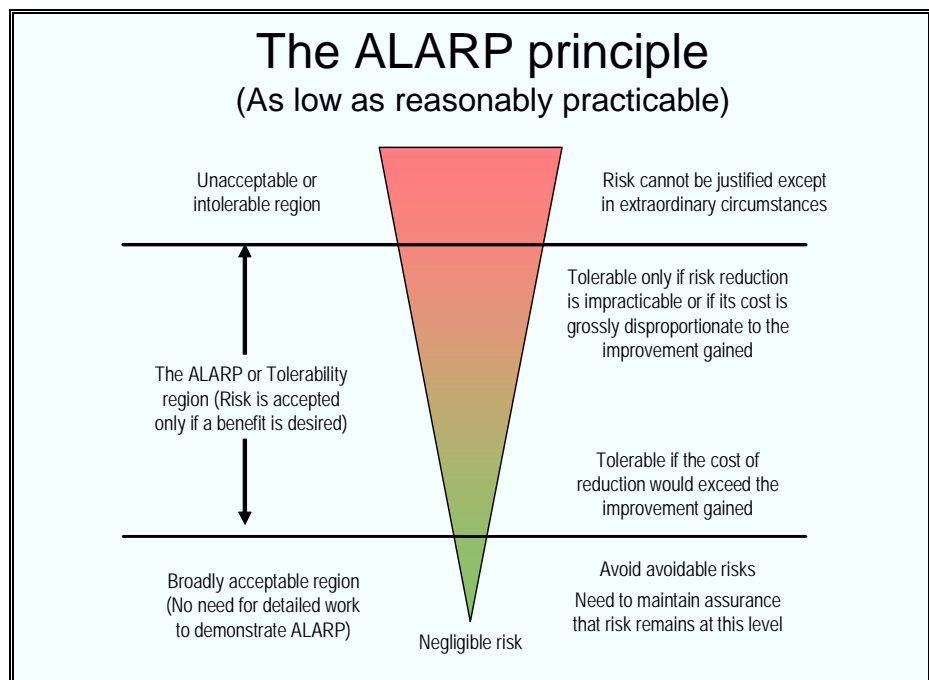 The ALARP principle
(As low as reasonably practicable)
Unacceptable or
intolerable region
Risk cannot be justified except
in extraordinary circumstances
Tolerable only if risk reduction
is impracticable or if its cost is
grossly disproportionate to the
improvement gained
The ALARP or Tolerability
region (Risk is accepted
only if a benefit is desired)
Tolerable if the cost of
reduction would exceed the
improvement gained
Broadly acceptable region
(No need for detailed work
to demonstrate ALARP)
Avoid avoidable risks
Need to maintain assurance
that risk remains at this level
Negligible risk